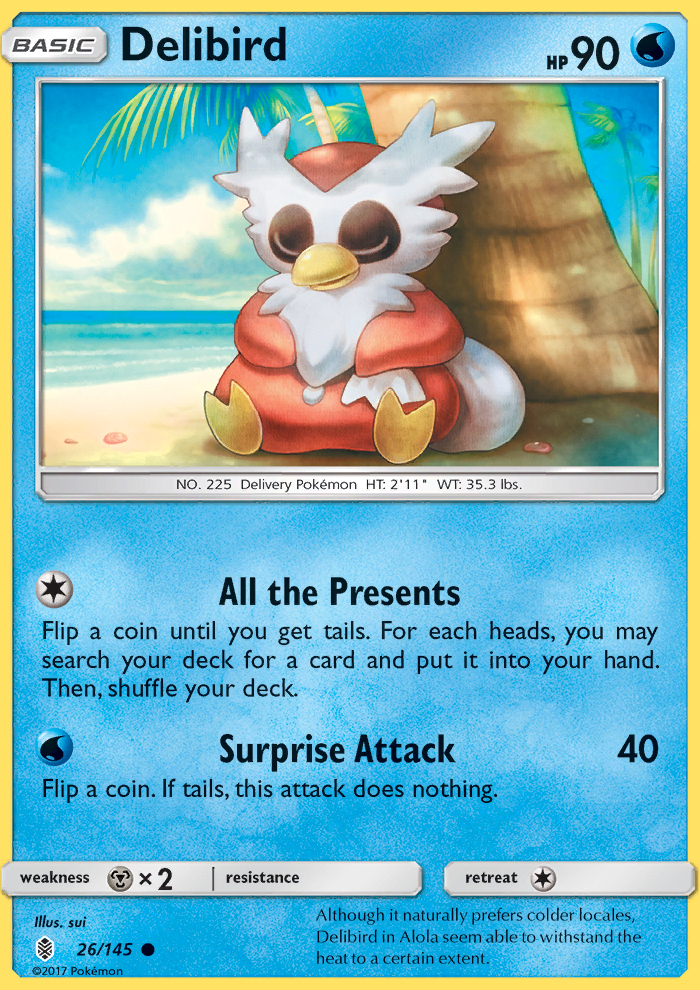 BASIC Delibird HP 90
NO. 225 Delivery Pokémon HT: 2'11" WT: 35.3 lbs.
All the Presents
Flip a coin until you get tails. For each heads, you may
search your deck for a card and put it into your hand.
Then, shuffle your deck.
Surprise Attack 40
Flip a coin. If tails, this attack does nothing.
weakness ×2 resistance retreat
Illus. sui
26/145
©2017 Pokémon
Although it naturally prefers colder locales,
Delibird in Alola seem able to withstand the
heat to a certain extent.